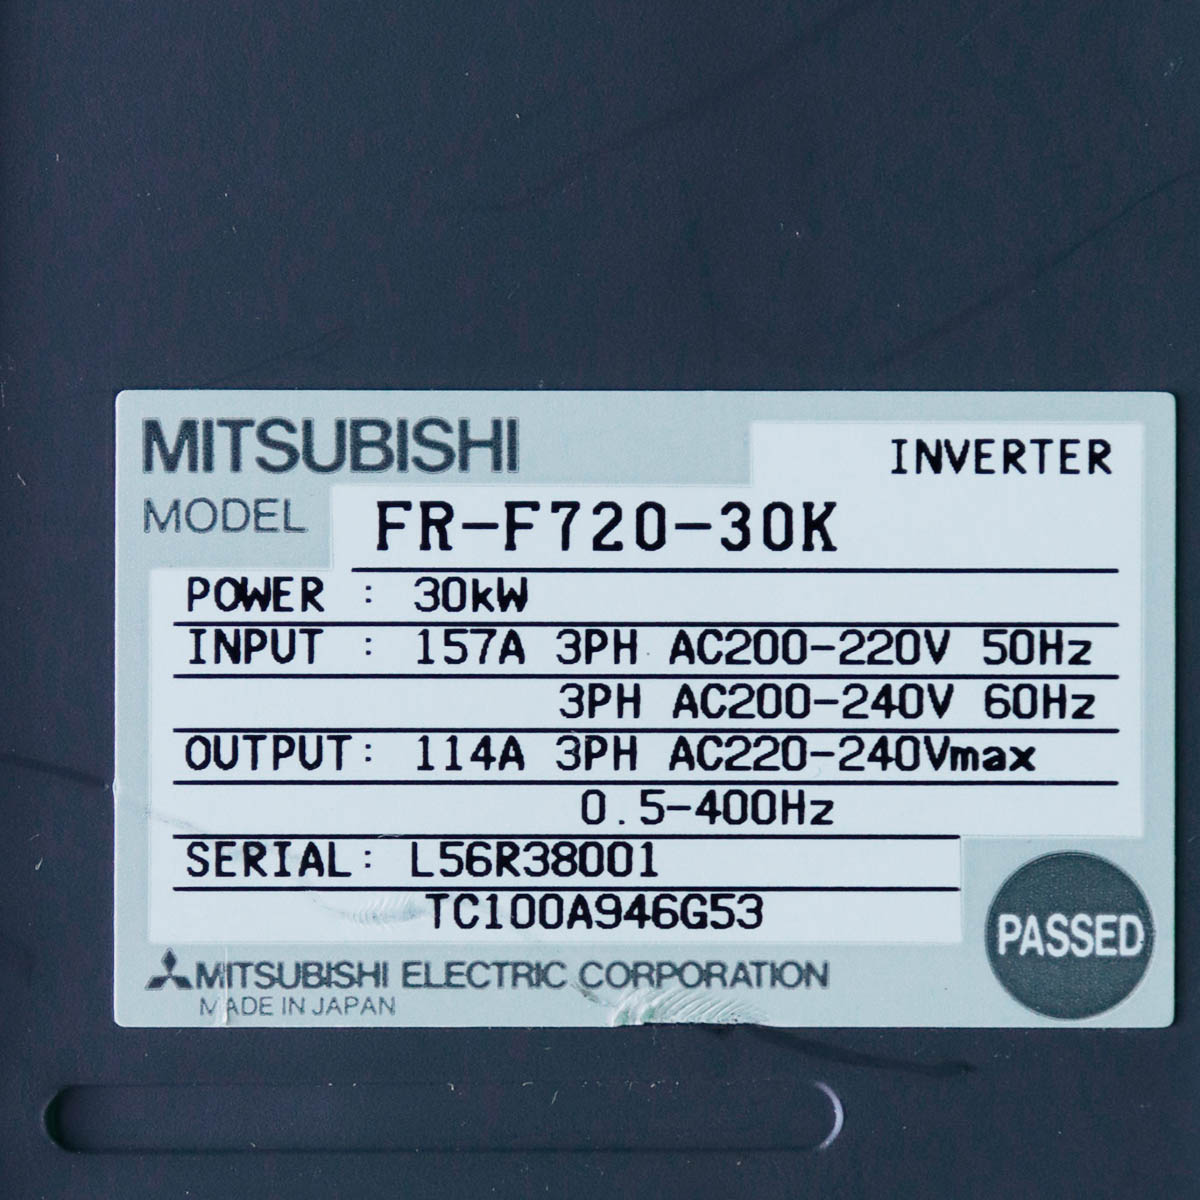 MITSUBISHI
INVERTER
MODEL FR-F720-30K
POWER : 30kW
INPUT : 157A 3PH AC200-220V 50Hz
3PH AC200-240V 60Hz
OUTPUT: 114A 3PH AC220-240Vmax
0.5-400Hz
SERIAL: L56R38001
TC100A946G53
PASSED
MITSUBISHI ELECTRIC CORPORATION
MADE IN JAPAN